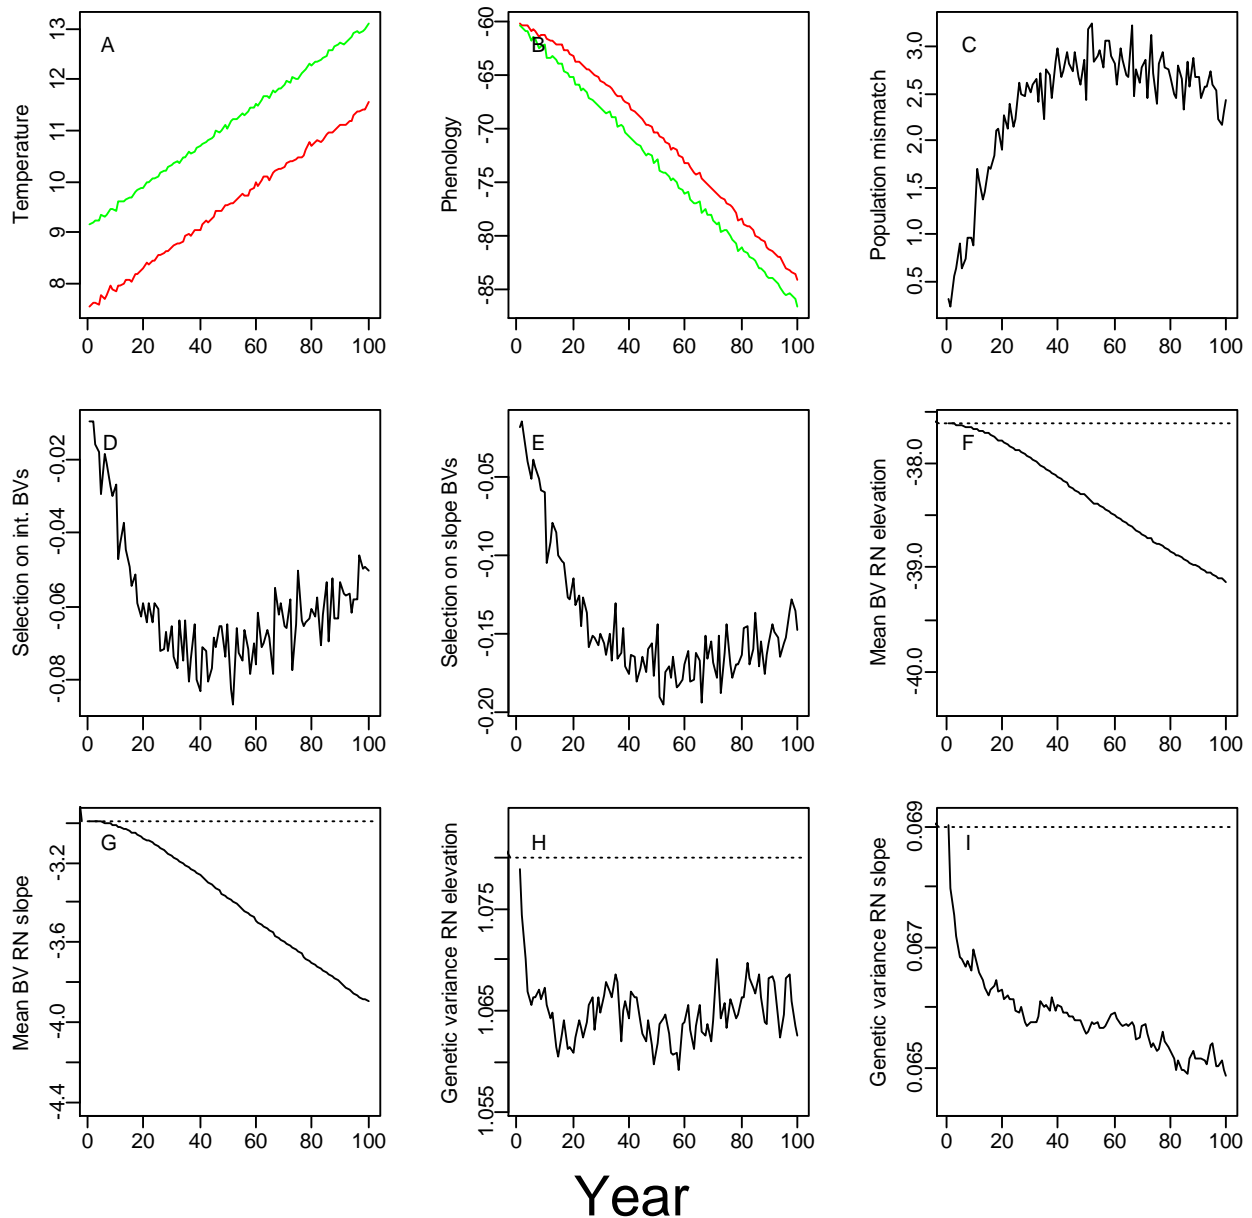 A
Temperature
13
12
11
10
9
8
0 20 40 60 80 100
B
Phenology
-60
-65
-70
-75
-80
-85
0 20 40 60 80 100
C
Population mismatch
3.0
2.5
2.0
1.5
1.0
0.5
0 20 40 60 80 100
D
Selection on int. BVs
-0.02
-0.04
-0.06
-0.08
0 20 40 60 80 100
E
Selection on slope BVs
-0.05
-0.10
-0.15
-0.20
0 20 40 60 80 100
F
Mean BV RN elevation
-38.0
-39.0
-40.0
0 20 40 60 80 100
G
Mean BV RN slope
-3.2
-3.6
-4.0
-4.4
0 20 40 60 80 100
H
Genetic variance RN elevation
1.075
1.065
1.055
0 20 40 60 80 100
I
Genetic variance RN slope
0.069
0.067
0.065
0 20 40 60 80 100
Year